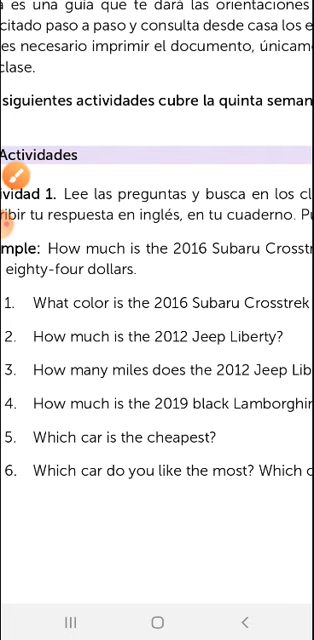 es una guía que te dará las orientaciones
citado paso a paso y consulta desde casa los
es necesario imprimir el documento, únicam
clase.
siguientes actividades cubre la quinta seman
Actividades
ividad 1. Lee las preguntas y busca en los cl
ribir tu respuesta en inglés, en tu cuaderno. P
mple: How much is the 2016 Subaru Crosstr
eighty-four dollars.
1. What color is the 2016 Subaru Crosstrek
2. How much is the 2012 Jeep Liberty?
3. How many miles does the 2012 Jeep Lib
4. How much is the 2019 black Lamborghin
5. Which car is the cheapest?
6. Which car do you like the most? Which